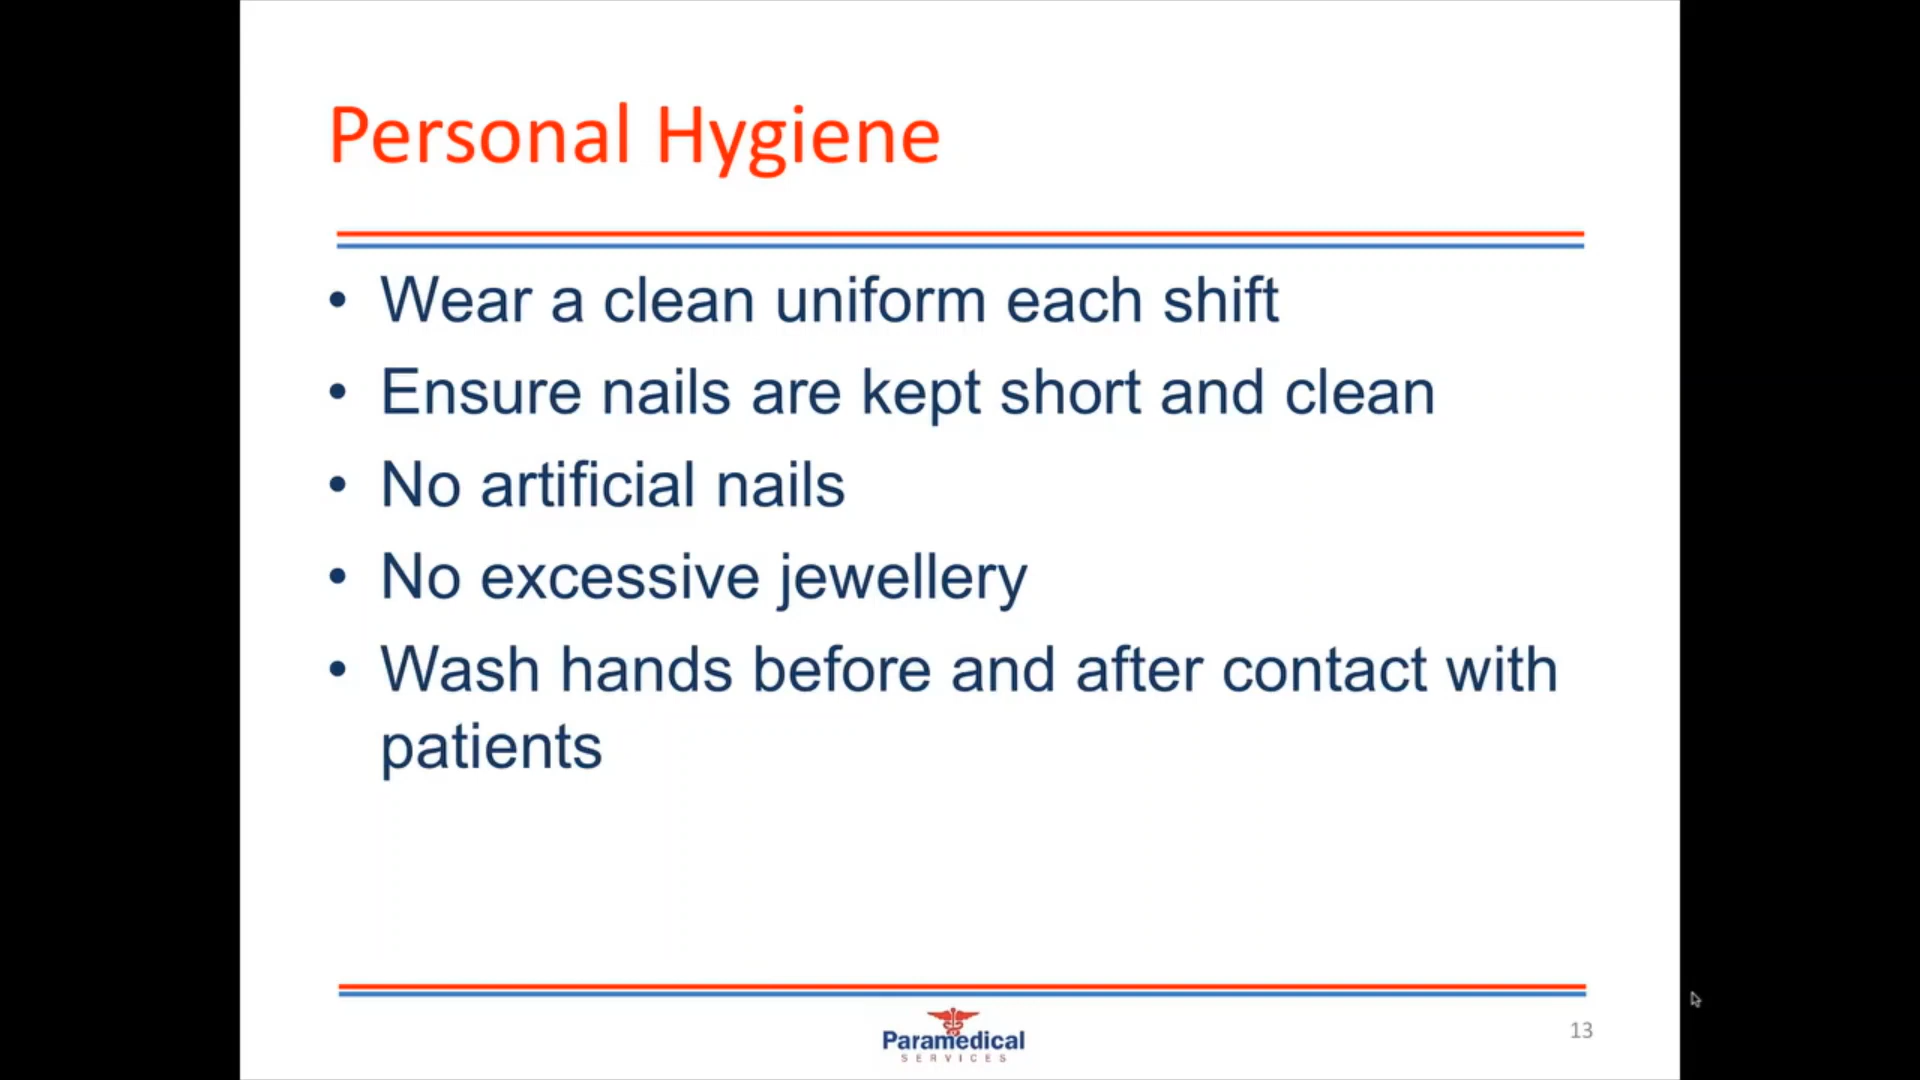 Personal Hygiene
• Wear a clean uniform each shift
• Ensure nails are kept short and clean
• No artificial nails
• No excessive jewellery
• Wash hands before and after contact with
patients
Paramedical
SERVICES
13